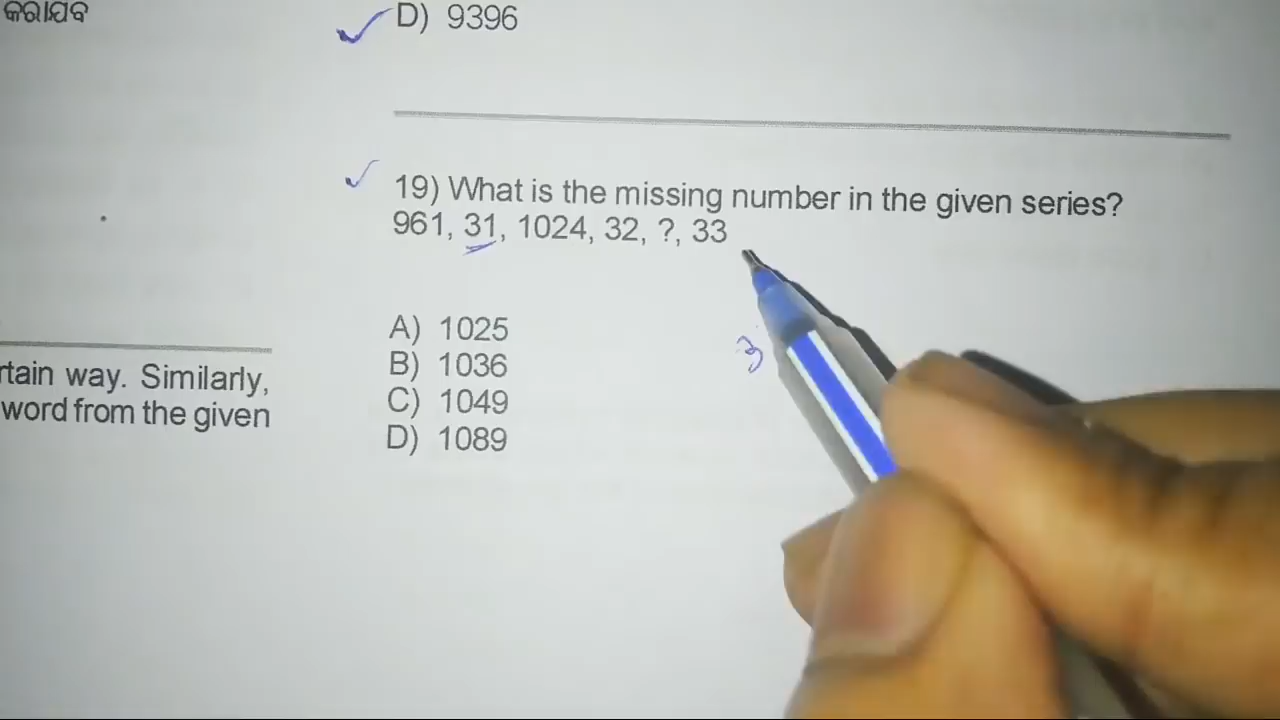 କରାଯିବ
D) 9396
19) What is the missing number in the given series?
961, 31, 1024, 32, ?, 33
A) 1025
B) 1036
C) 1049
D) 1089
3
rtain way. Similarly,
word from the given